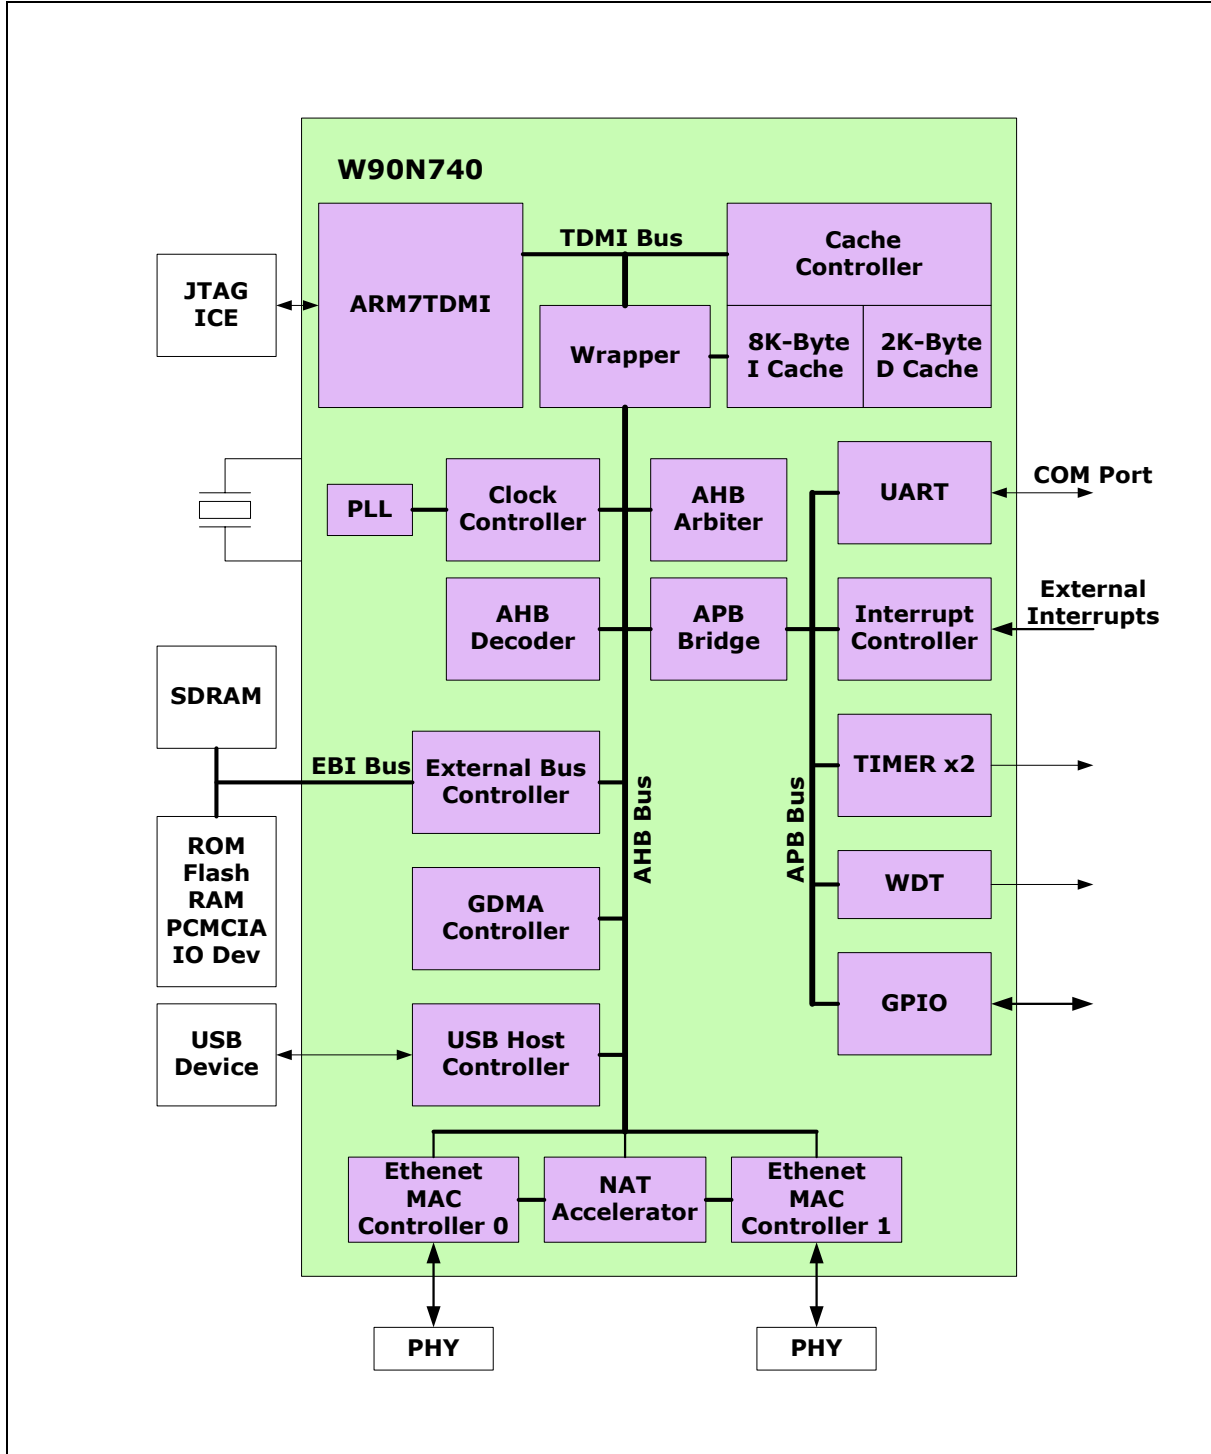 W90N740
TDMI Bus
Cache
Controller
JTAG
ICE
ARM7TDMI
Wrapper
8K-Byte
I Cache
2K-Byte
D Cache
PLL
Clock
Controller
AHB
Arbiter
UART
COM Port
AHB
Decoder
APB
Bridge
Interrupt
Controller
External
Interrupts
SDRAM
EBI Bus
External Bus
Controller
AHB Bus
APB Bus
TIMER x2
ROM
Flash
RAM
PCMCIA
IO Dev
GDMA
Controller
WDT
GPIO
USB
Device
USB Host
Controller
Ethenet
MAC
Controller 0
NAT
Accelerator
Ethenet
MAC
Controller 1
PHY
PHY